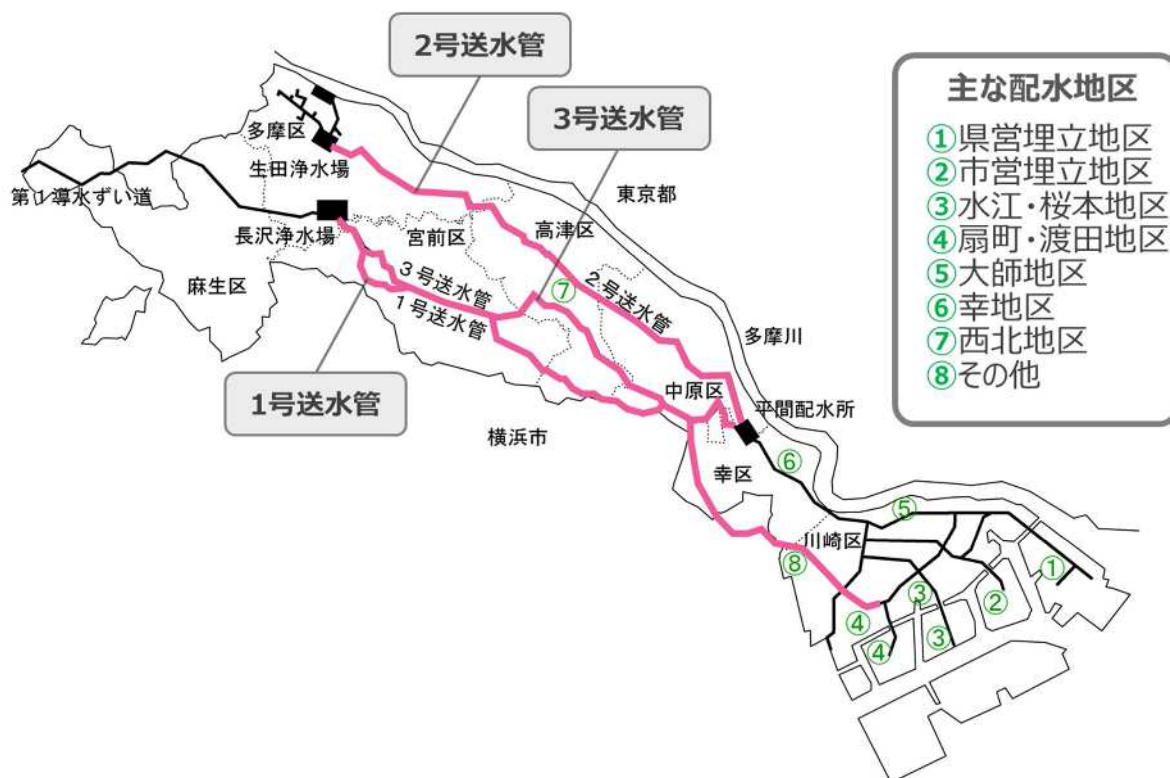 2号送水管
3号送水管
主な配水地区
①県営埋立地区
②市営埋立地区
③水江・桜本地区
④扇町・渡田地区
⑤大師地区
⑥幸地区
⑦西北地区
⑧その他
多摩区
生田浄水場
第1導水ずい道
東京都
長沢浄水場
宮前区
高津区
麻生区
3号送水管
1号送水管
⑦
2号送水管
多摩川
1号送水管
中原区
平間配水所
横浜市
幸区
⑥
⑤
川崎区
⑧
①
③
②
④
④
③